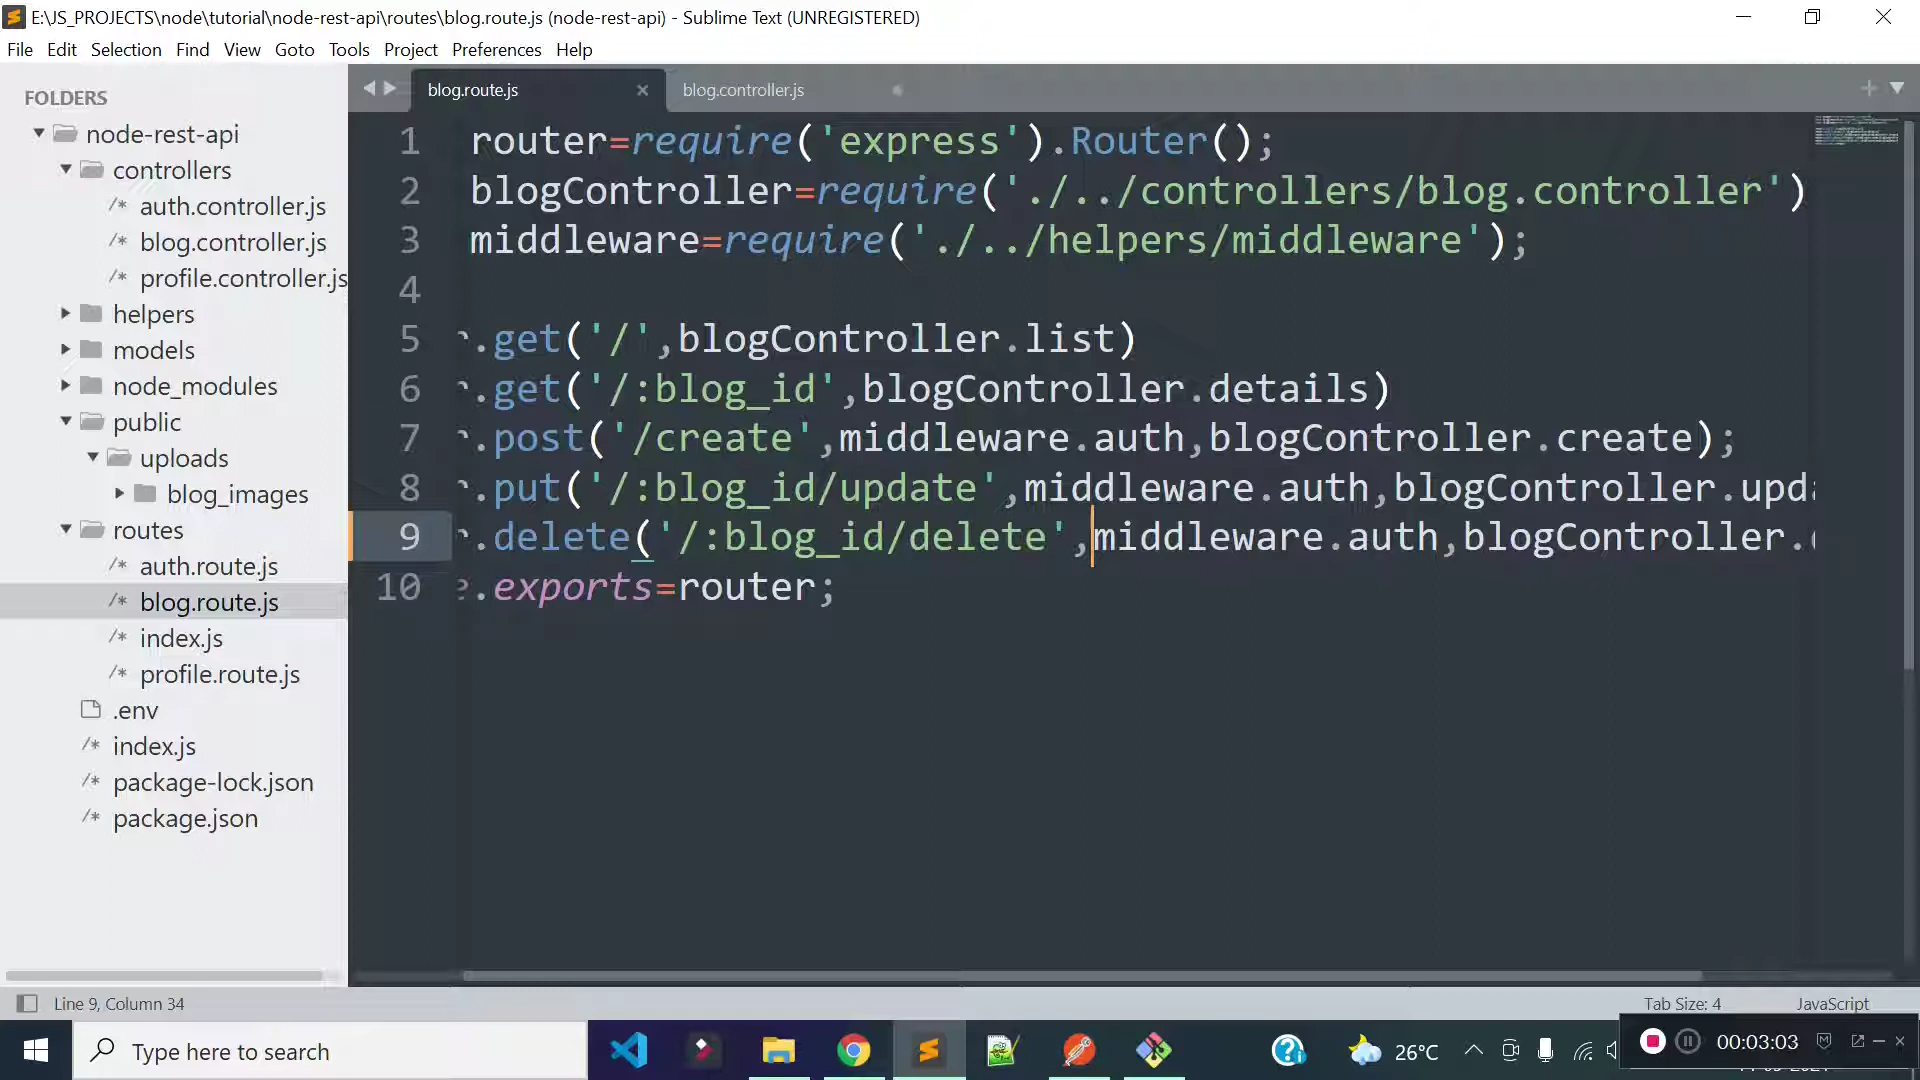 E:\JS_PROJECTS\node\tutorial\node-rest-api\routes\blog.route.js (node-rest-api) - Sublime Text (UNREGISTERED)
File Edit Selection Find View Goto Tools Project Preferences Help
FOLDERS
node-rest-api
controllers
/* auth.controller.js
/* blog.controller.js
/* profile.controller.js
helpers
models
node_modules
public
uploads
blog_images
routes
/* auth.route.js
/* blog.route.js
/* index.js
/* profile.route.js
.env
/* index.js
/* package-lock.json
/* package.json
blog.route.js × blog.controller.js
1 router=require('express').Router();
2 blogController=require('./../controllers/blog.controller')
3 middleware=require('./../helpers/middleware');
4
5 .get('/',blogController.list)
6 .get('/:blog_id',blogController.details)
7 .post('/create',middleware.auth,blogController.create);
8 .put('/:blog_id/update',middleware.auth,blogController.upd
9 .delete('/:blog_id/delete',middleware.auth,blogController.
10 .exports=router;
Line 9, Column 34
Tab Size: 4 JavaScript
Type here to search
26°C
00:03:03